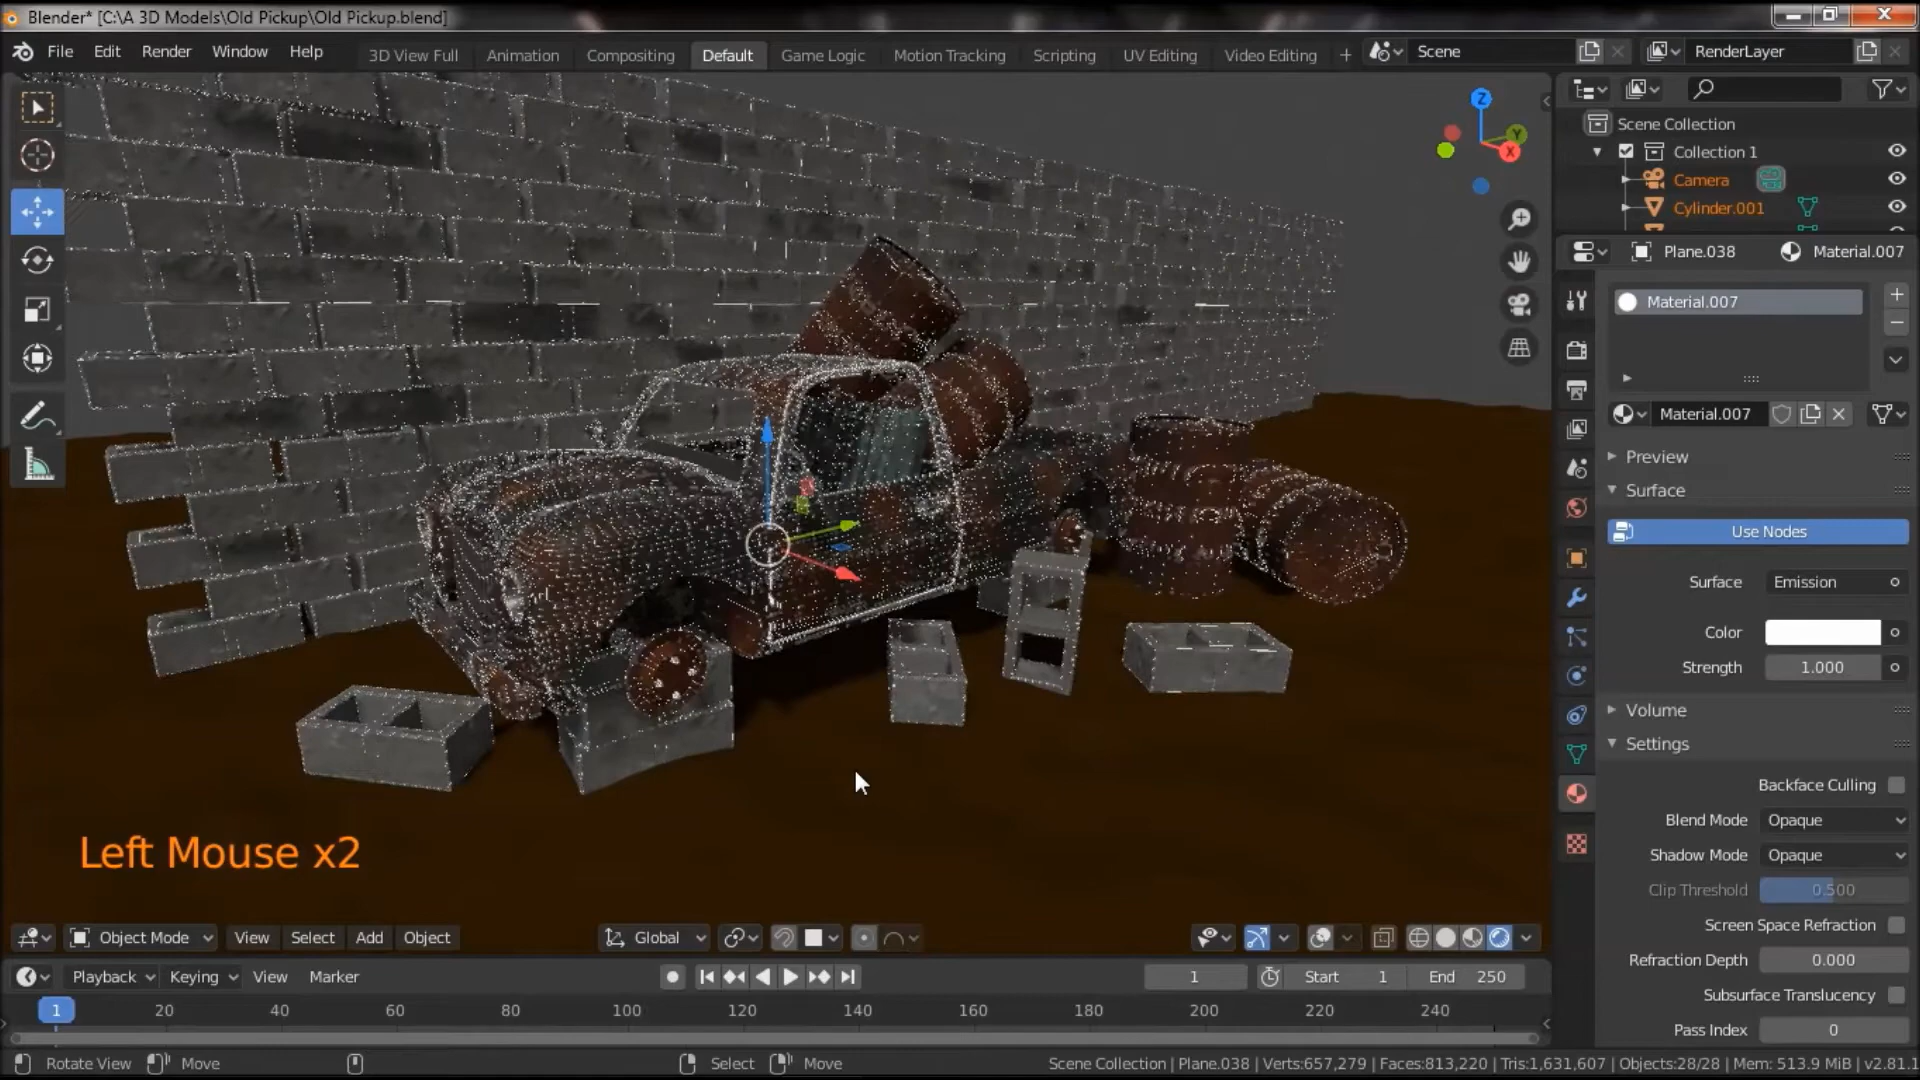 Blender* [C:\A 3D Models\Old Pickup\Old Pickup.blend]
File Edit Render Window Help 3D View Full Animation Compositing Default Game Logic Motion Tracking Scripting UV Editing Video Editing + Scene RenderLayer
Scene Collection
Collection 1
Camera
Cylinder.001
Z
Y
X
Plane.038 Material.007
Material.007
Material.007
Preview
Surface
Use Nodes
Surface Emission
Color
Strength 1.000
Volume
Settings
Backface Culling
Blend Mode Opaque
Shadow Mode Opaque
Clip Threshold 0.500
Screen Space Refraction
Refraction Depth 0.000
Subsurface Translucency
Pass Index 0
Left Mouse x2
Object Mode View Select Add Object Global
Playback Keying View Marker 1 Start 1 End 250
1 20 40 60 80 100 120 140 160 180 200 220 240
Rotate View Move Select Move Scene Collection | Plane.038 | Verts:657,279 | Faces:813,220 | Tris:1,631,607 | Objects:28/28 | Mem: 513.9 MiB | v2.81.1